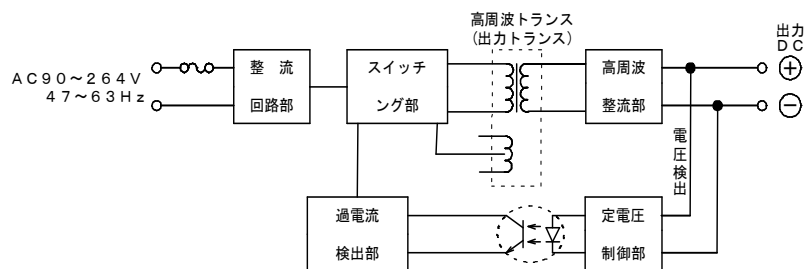 高周波トランス
(出力トランス)
出力
DC
AC90～264V
47～63Hz
整 流
回路部
スイッチ
ング部
高周波
整流部
電圧検出
過電流
検出部
定電圧
制御部